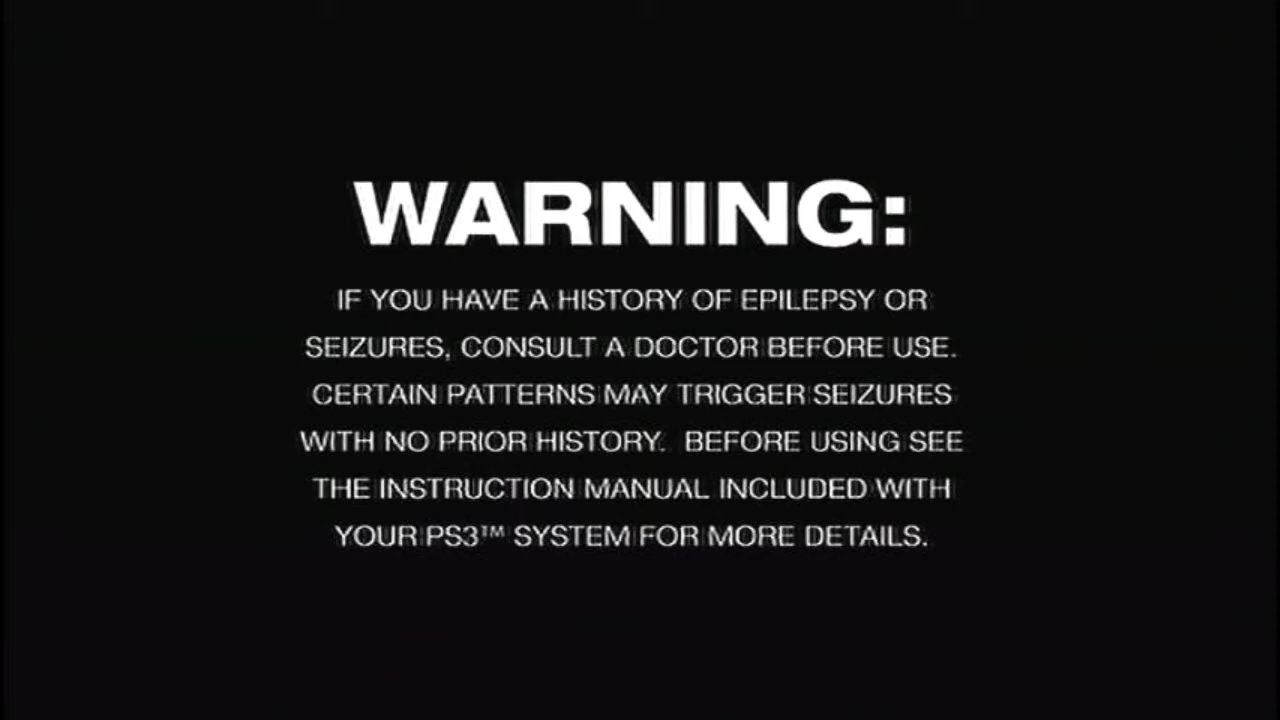 WARNING:
IF YOU HAVE A HISTORY OF EPILEPSY OR
SEIZURES, CONSULT A DOCTOR BEFORE USE.
CERTAIN PATTERNS MAY TRIGGER SEIZURES
WITH NO PRIOR HISTORY.  BEFORE USING SEE
THE INSTRUCTION MANUAL INCLUDED WITH
YOUR PS3™ SYSTEM FOR MORE DETAILS.